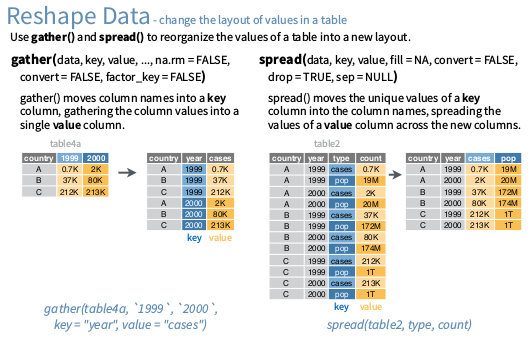 Reshape Data - change the layout of values in a table
Use gather() and spread() to reorganize the values of a table into a new layout.
gather(data, key, value, ..., na.rm = FALSE,
convert = FALSE, factor_key = FALSE)
gather() moves column names into a key
column, gathering the column values into a
single value column.
table4a
country 1999 2000
A 0.7K 2K
B 37K 80K
C 212K 213K
country year cases
A 1999 0.7K
B 1999 37K
C 1999 212K
A 2000 2K
B 2000 80K
C 2000 213K
key value
gather(table4a, `1999`, `2000`,
key = "year", value = "cases")
spread(data, key, value, fill = NA, convert = FALSE,
drop = TRUE, sep = NULL)
spread() moves the unique values of a key
column into the column names, spreading the
values of a value column across the new columns.
table2
country year type count
A 1999 cases 0.7K
A 1999 pop 19M
A 2000 cases 2K
A 2000 pop 20M
B 1999 cases 37K
B 1999 pop 172M
B 2000 cases 80K
B 2000 pop 174M
C 1999 cases 212K
C 1999 pop 1T
C 2000 cases 213K
C 2000 pop 1T
key value
country year cases pop
A 1999 0.7K 19M
A 2000 2K 20M
B 1999 37K 172M
B 2000 80K 174M
C 1999 212K 1T
C 2000 213K 1T
spread(table2, type, count)